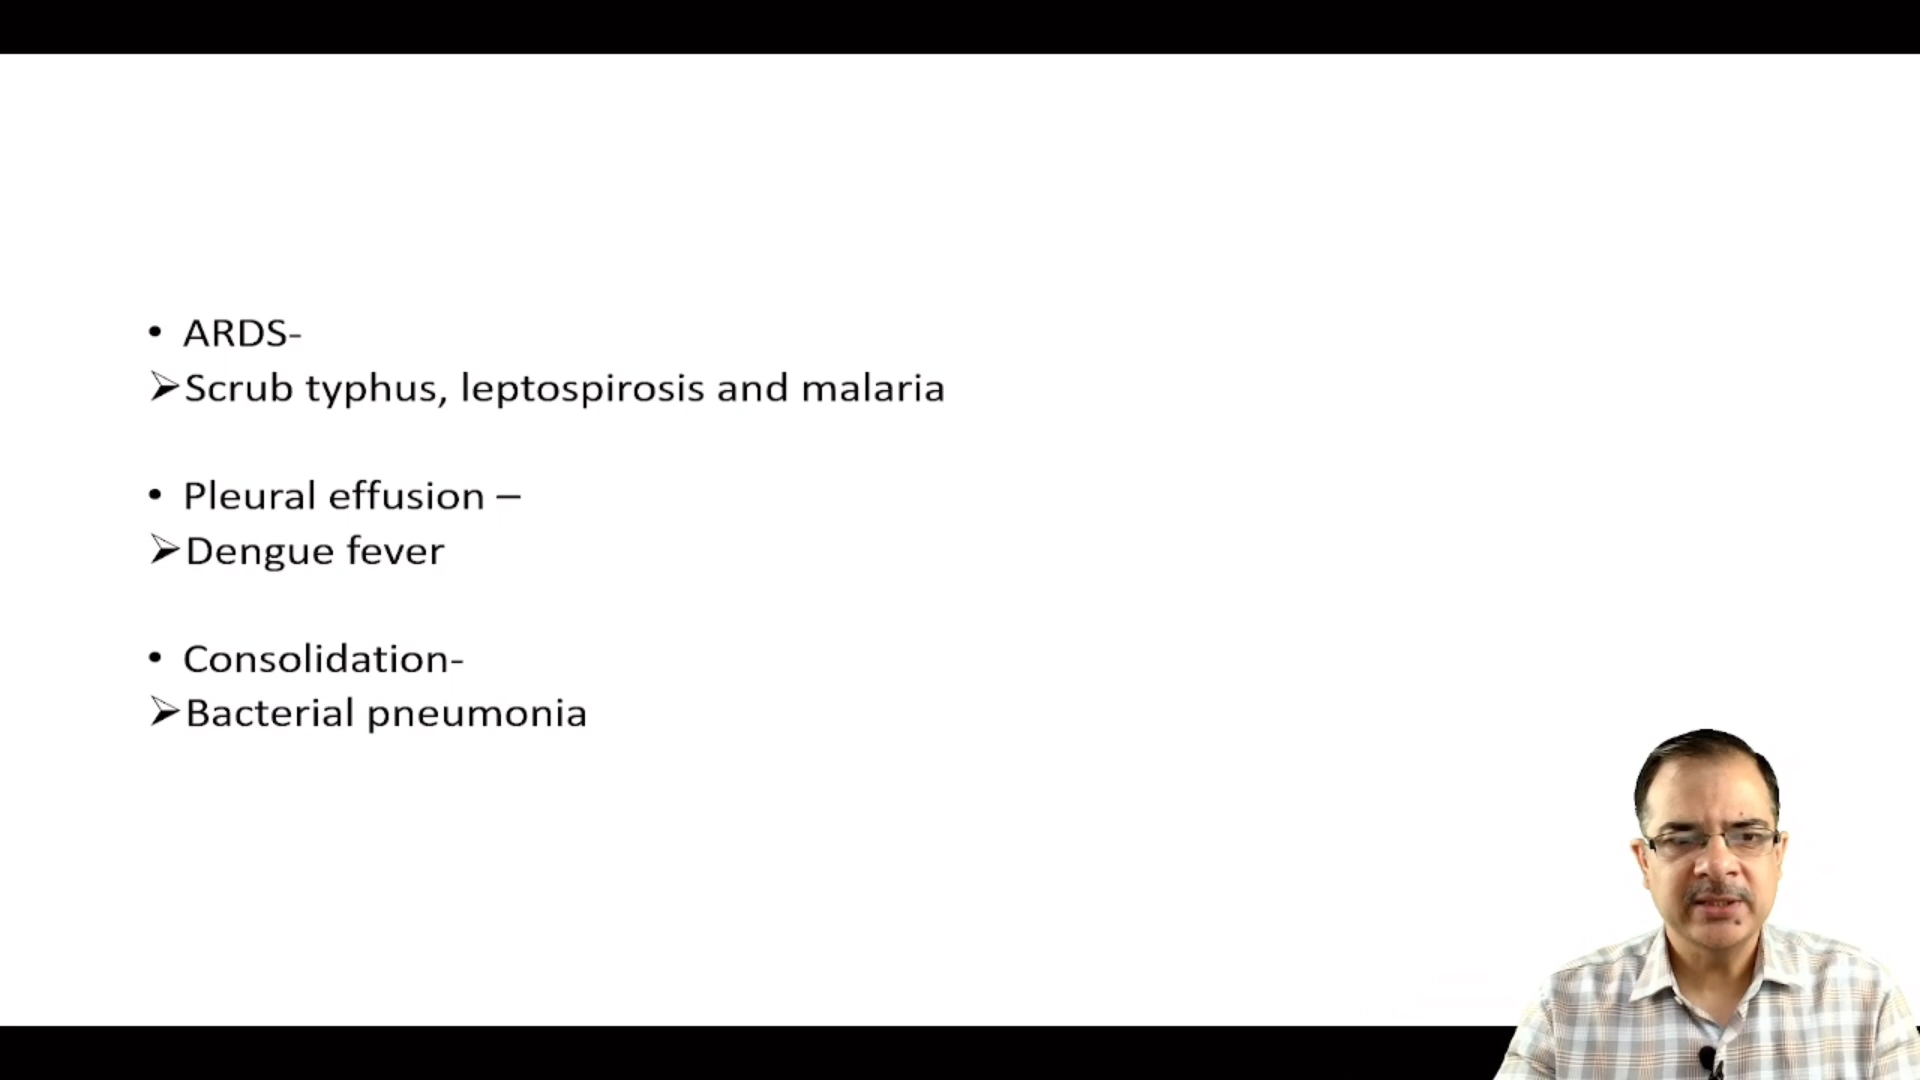 • ARDS-
➢Scrub typhus, leptospirosis and malaria
• Pleural effusion –
➢Dengue fever
• Consolidation-
➢Bacterial pneumonia